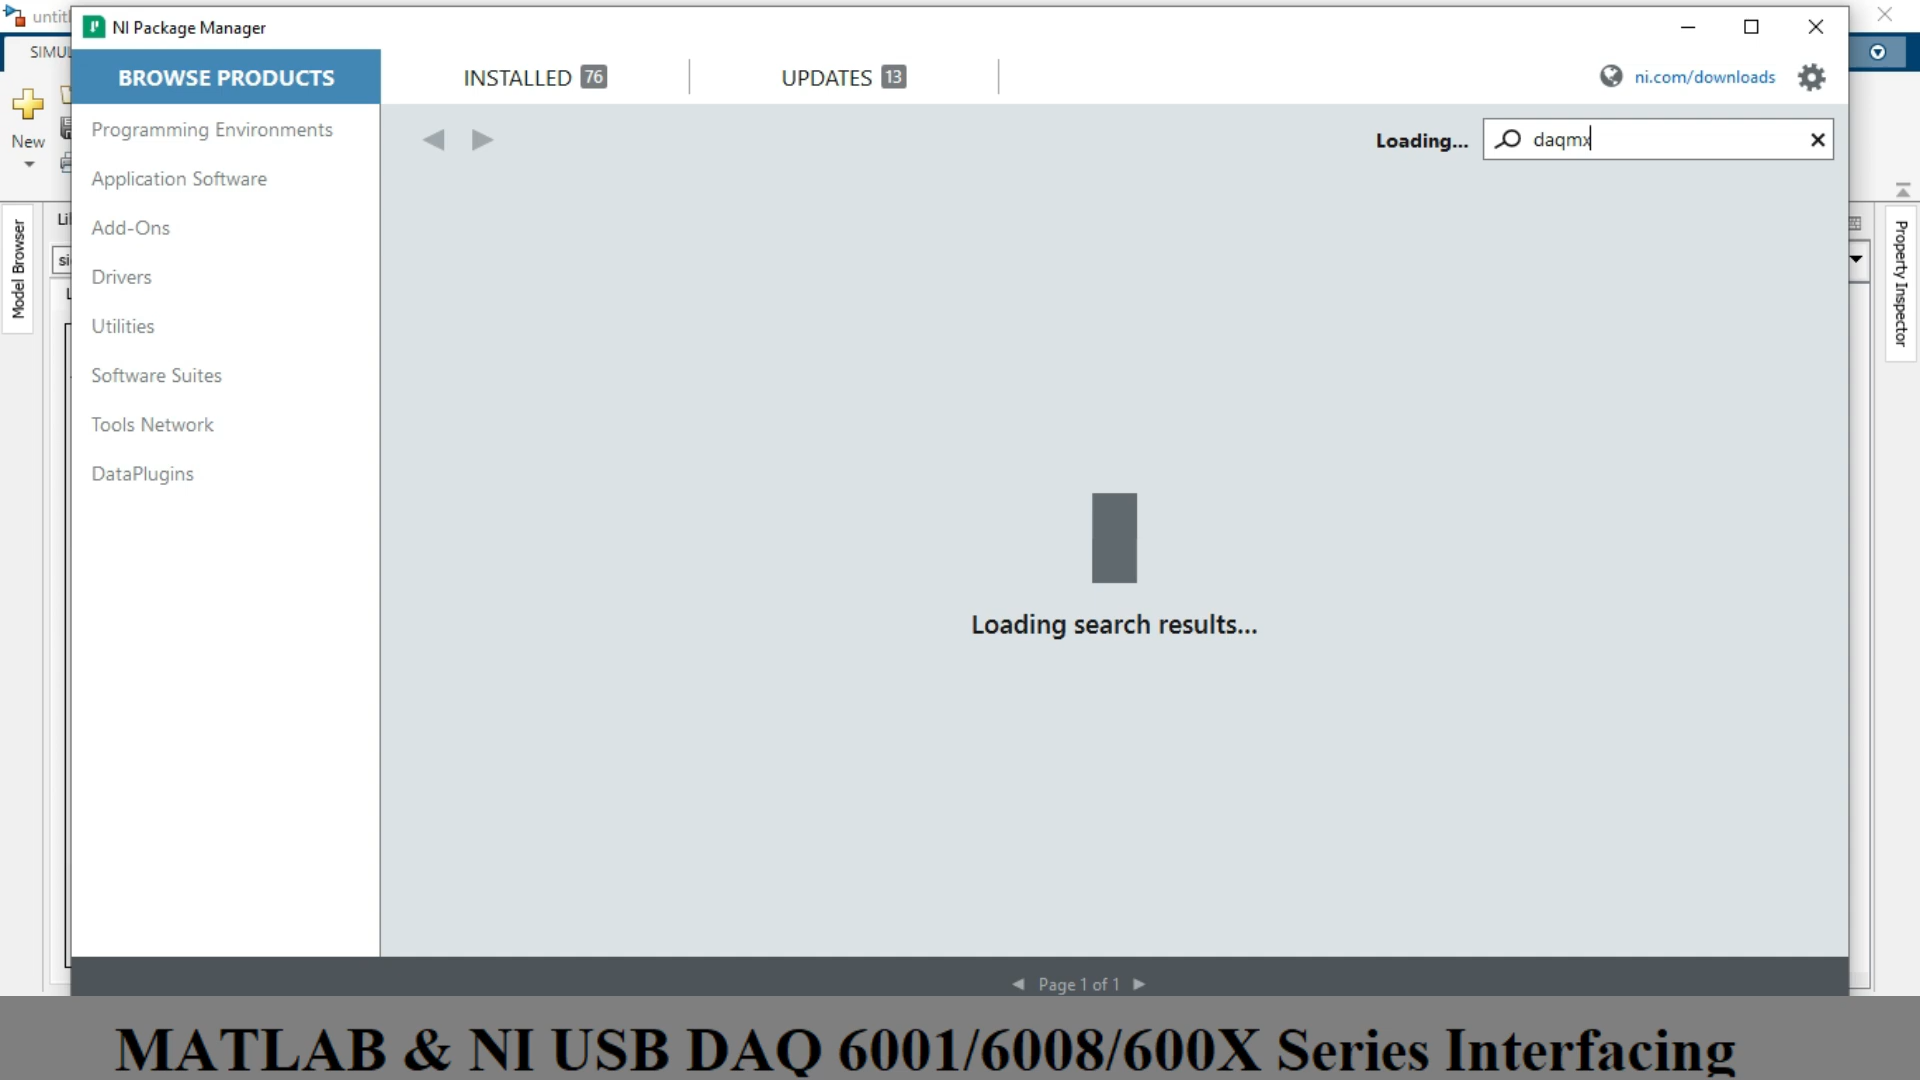 untitl
NI Package Manager
SIMUL
BROWSE PRODUCTS
INSTALLED 76
UPDATES 13
ni.com/downloads
Programming Environments
Application Software
Add-Ons
Drivers
Utilities
Software Suites
Tools Network
DataPlugins
Loading...
daqmx
New
Model Browser
Property Inspector
Loading search results...
Page 1 of 1
MATLAB & NI USB DAQ 6001/6008/600X Series Interfacing